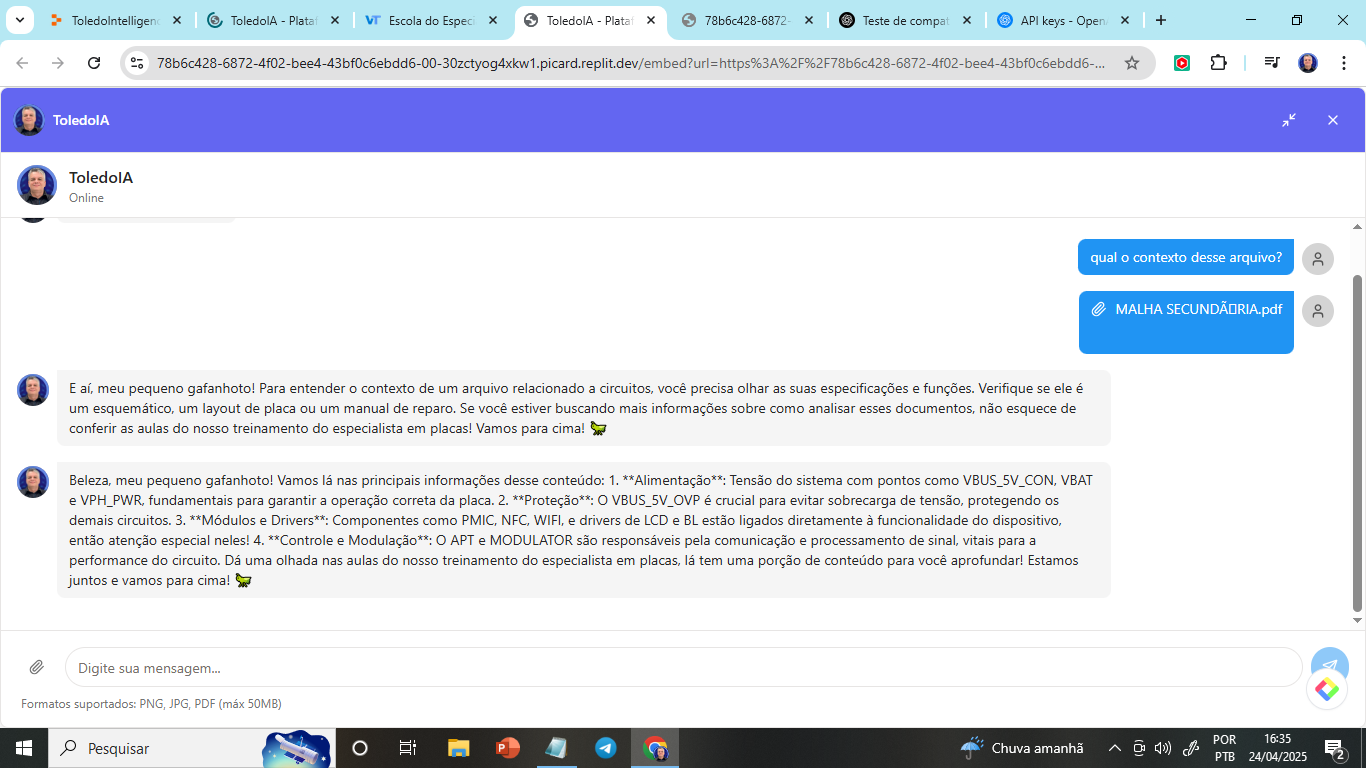 ToledoIntelligenc
ToledoIA - Plataf
Escola do Especi
ToledoIA - Plataf
78b6c428-6872-
Teste de compat
API keys - OpenA
78b6c428-6872-4f02-bee4-43bf0c6ebdd6-00-30zctyog4xkw1.picard.replit.dev/embed?url=https%3A%2F%2F78b6c428-6872-4f02-bee4-43bf0c6ebdd6-...
ToledoIA
ToledoIA
Online
qual o contexto desse arquivo?
MALHA SECUNDÃ▯RIA.pdf
E aí, meu pequeno gafanhoto! Para entender o contexto de um arquivo relacionado a circuitos, você precisa olhar as suas especificações e funções. Verifique se ele é
um esquemático, um layout de placa ou um manual de reparo. Se você estiver buscando mais informações sobre como analisar esses documentos, não esquece de
conferir as aulas do nosso treinamento do especialista em placas! Vamos para cima! 🦗
Beleza, meu pequeno gafanhoto! Vamos lá nas principais informações desse conteúdo: 1. **Alimentação**: Tensão do sistema com pontos como VBUS_5V_CON, VBAT
e VPH_PWR, fundamentais para garantir a operação correta da placa. 2. **Proteção**: O VBUS_5V_OVP é crucial para evitar sobrecarga de tensão, protegendo os
demais circuitos. 3. **Módulos e Drivers**: Componentes como PMIC, NFC, WIFI, e drivers de LCD e BL estão ligados diretamente à funcionalidade do dispositivo,
então atenção especial neles! 4. **Controle e Modulação**: O APT e MODULATOR são responsáveis pela comunicação e processamento de sinal, vitais para a
performance do circuito. Dá uma olhada nas aulas do nosso treinamento do especialista em placas, lá tem uma porção de conteúdo para você aprofundar! Estamos
juntos e vamos para cima! 🦗
Digite sua mensagem...
Formatos suportados: PNG, JPG, PDF (máx 50MB)
Pesquisar
Chuva amanhã
POR
PTB
16:35
24/04/2025
2